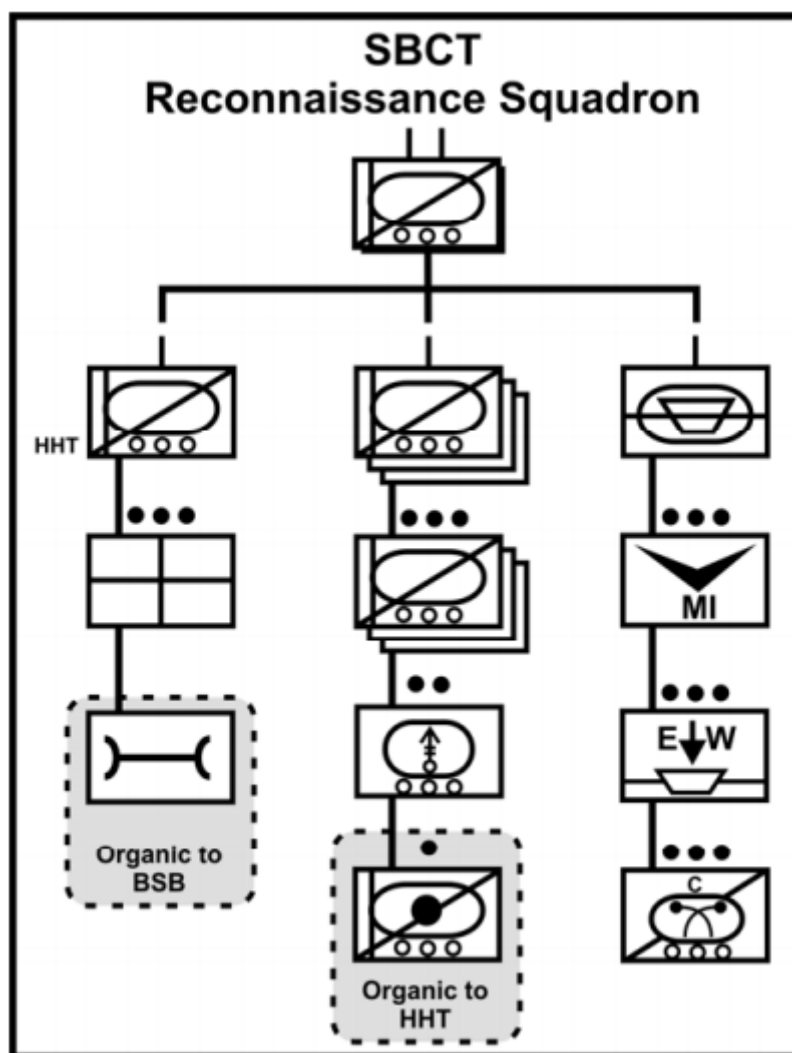 SBCT
Reconnaissance Squadron
HHT
MI
E W
Organic to
BSB
Organic to
HHT
C